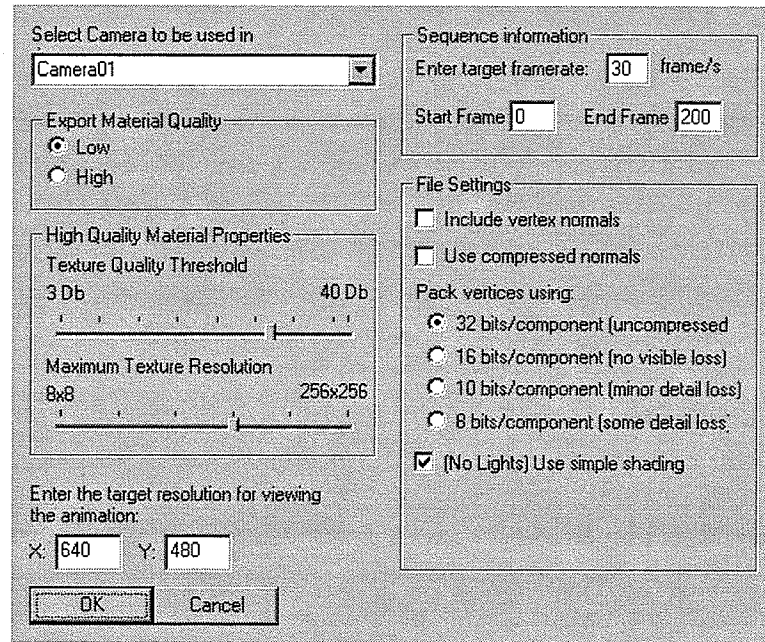 Select Camera to be used in
Camera01
Export Material Quality
Low
High
High Quality Material Properties
Texture Quality Threshold
3 Db 40 Db
Maximum Texture Resolution
8x8 256x256
Enter the target resolution for viewing
the animation:
X: 640 Y: 480
OK Cancel
Sequence information
Enter target framerate: 30 frame/s
Start Frame 0 End Frame 200
File Settings
Include vertex normals
Use compressed normals
Pack vertices using:
32 bits/component (uncompressed
16 bits/component (no visible loss)
10 bits/component (minor detail loss)
8 bits/component (some detail loss)
(No Lights) Use simple shading